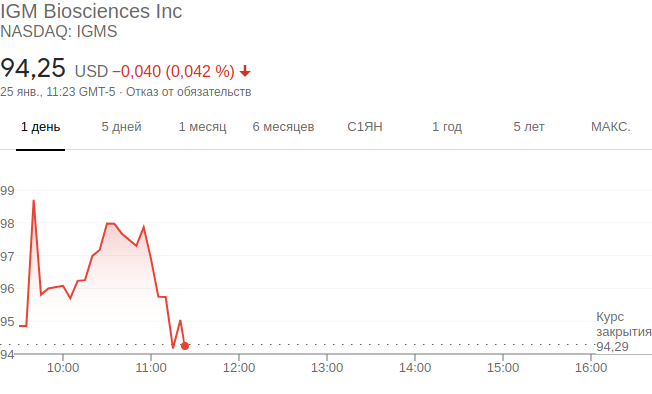 IGM Biosciences Inc
NASDAQ: IGMS
94,25 USD −0,040 (0,042 %)
25 янв., 11:23 GMT-5 · Отказ от обязательств
1 день 5 дней 1 месяц 6 месяцев С1ЯН 1 год 5 лет МАКС.
99
98
97
96
95
Курс
закрытия
94,29
94
10:00 11:00 12:00 13:00 14:00 15:00 16:00